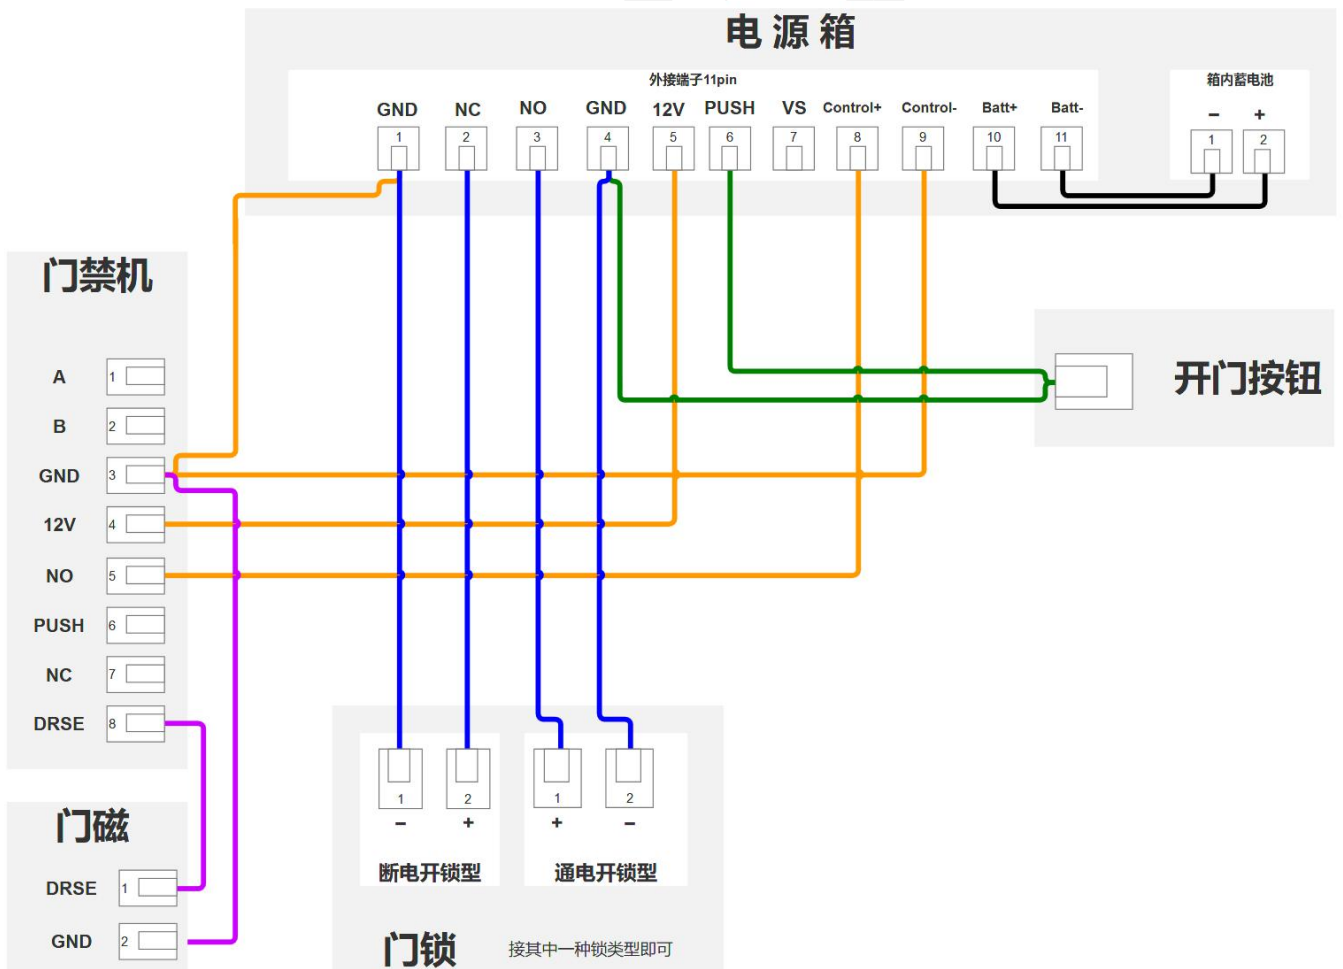 电源箱
外接端子11pin
箱内蓄电池
GND NC NO GND 12V PUSH VS Control+ Control- Batt+ Batt-
− +
1 2 3 4 5 6 7 8 9 10 11
1 2
门禁机
开门按钮
A 1
B 2
GND 3
12V 4
NO 5
PUSH 6
NC 7
DRSE 8
1 2 1 2
− + + −
断电开锁型 通电开锁型
门锁 接其中一种锁类型即可
门磁
DRSE 1
GND 2